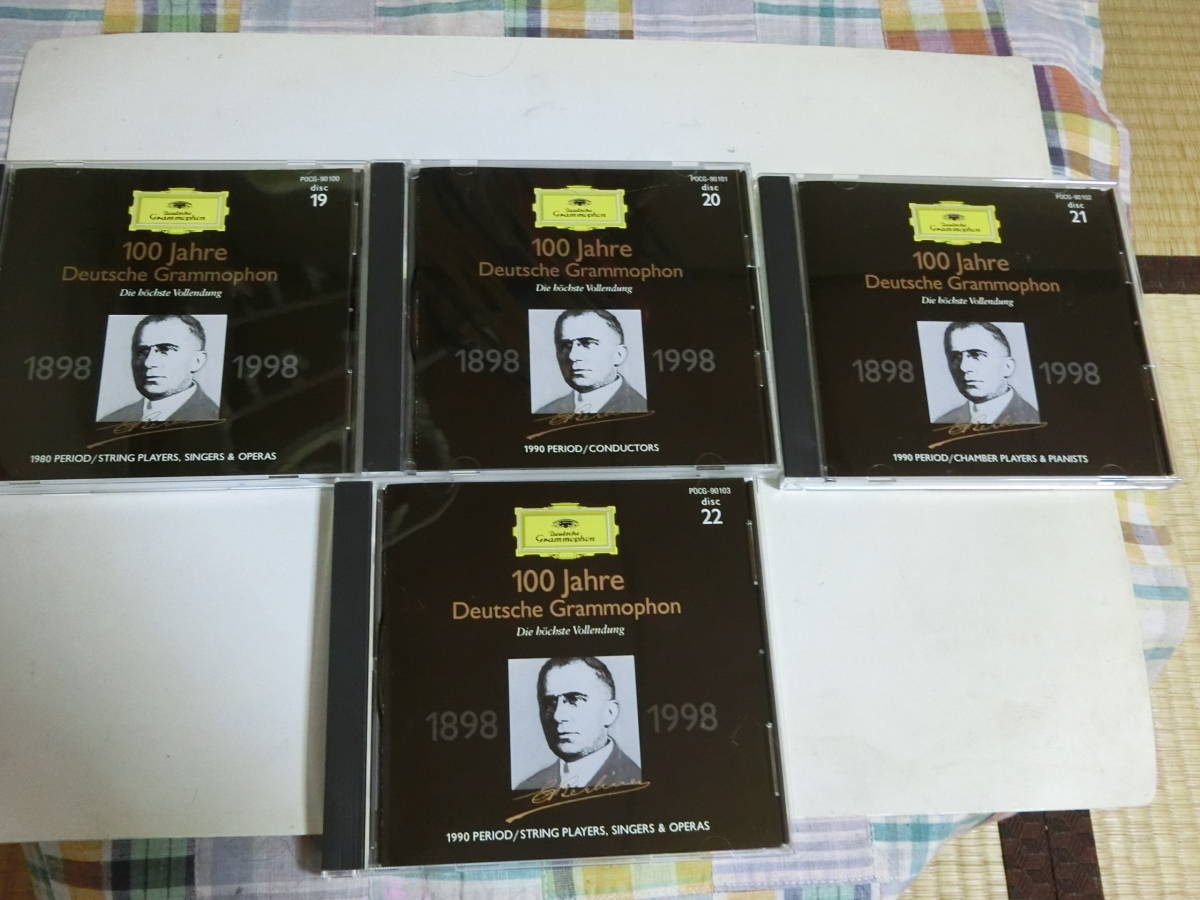 POCG-90100
disc
19
Deutsche
Grammophon
100 Jahre
Deutsche Grammophon
Die höchste Vollendung
1898 1998
1980 PERIOD/STRING PLAYERS, SINGERS & OPERAS
POCG-90101
disc
20
Deutsche
Grammophon
100 Jahre
Deutsche Grammophon
Die höchste Vollendung
1898 1998
1990 PERIOD/CONDUCTORS
POCG-90102
disc
21
Deutsche
Grammophon
100 Jahre
Deutsche Grammophon
Die höchste Vollendung
1898 1998
1990 PERIOD/CHAMBER PLAYERS & PIANISTS
POCG-90103
disc
22
Deutsche
Grammophon
100 Jahre
Deutsche Grammophon
Die höchste Vollendung
1898 1998
1990 PERIOD/STRING PLAYERS, SINGERS & OPERAS